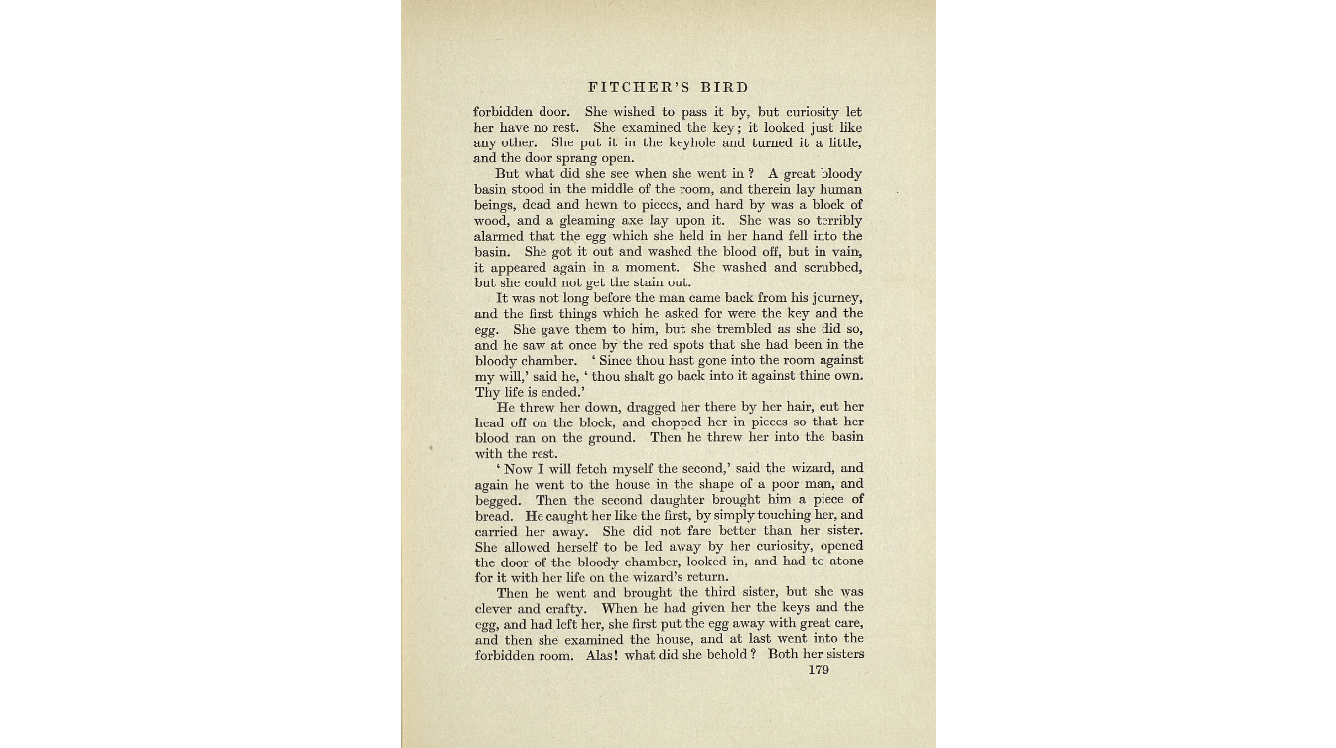 FITCHER'S BIRD
forbidden door. She wished to pass it by, but curiosity let
her have no rest. She examined the key; it looked just like
any other. She put it in the keyhole and turned it a little,
and the door sprang open.
But what did she see when she went in? A great bloody
basin stood in the middle of the room, and therein lay human
beings, dead and hewn to pieces, and hard by was a block of
wood, and a gleaming axe lay upon it. She was so terribly
alarmed that the egg which she held in her hand fell into the
basin. She got it out and washed the blood off, but in vain,
it appeared again in a moment. She washed and scrubbed,
but she could not get the stain out.
It was not long before the man came back from his journey,
and the first things which he asked for were the key and the
egg. She gave them to him, but she trembled as she did so,
and he saw at once by the red spots that she had been in the
bloody chamber. ‘ Since thou hast gone into the room against
my will,’ said he, ‘ thou shalt go back into it against thine own.
Thy life is ended.’
He threw her down, dragged her there by her hair, cut her
head off on the block, and chopped her in pieces so that her
blood ran on the ground. Then he threw her into the basin
with the rest.
‘ Now I will fetch myself the second,’ said the wizard, and
again he went to the house in the shape of a poor man, and
begged. Then the second daughter brought him a piece of
bread. He caught her like the first, by simply touching her, and
carried her away. She did not fare better than her sister.
She allowed herself to be led away by her curiosity, opened
the door of the bloody chamber, looked in, and had to atone
for it with her life on the wizard's return.
Then he went and brought the third sister, but she was
clever and crafty. When he had given her the keys and the
egg, and had left her, she first put the egg away with great care,
and then she examined the house, and at last went into the
forbidden room. Alas! what did she behold? Both her sisters
179